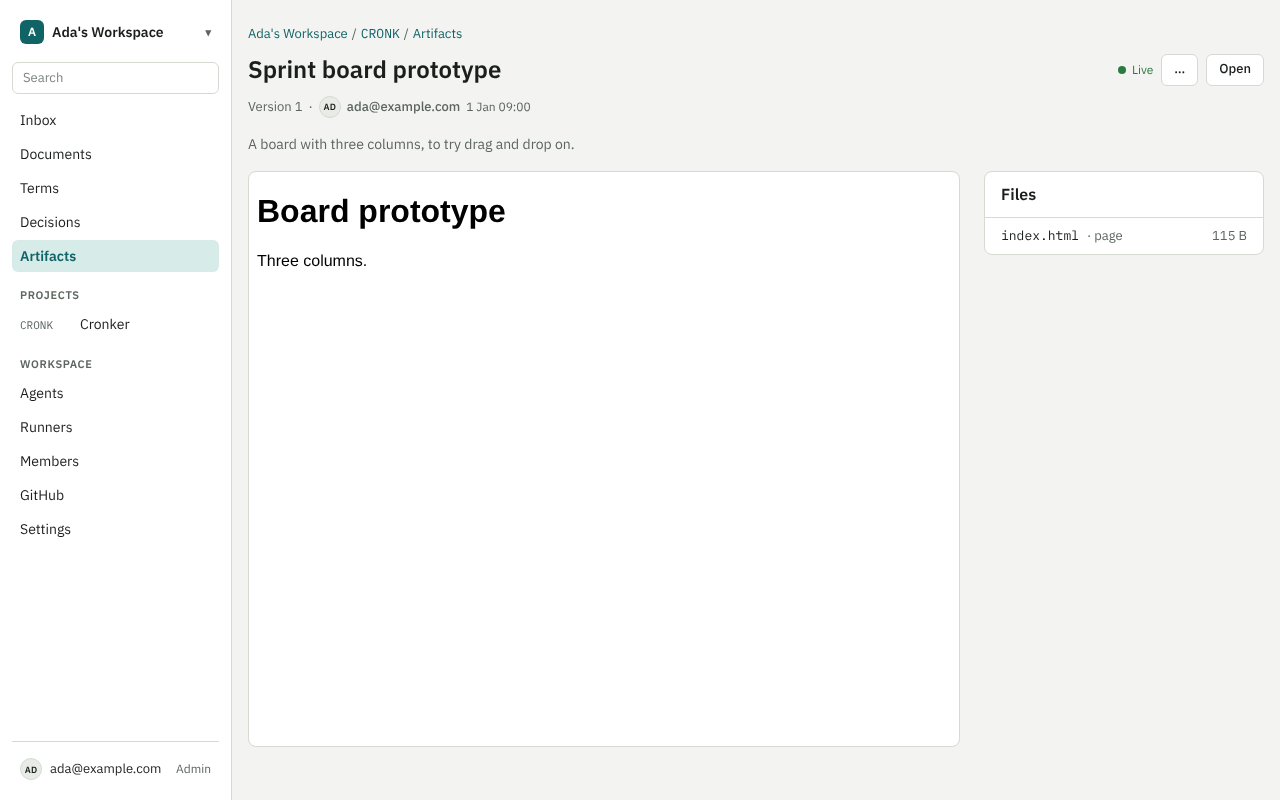 A Ada's Workspace ▾
Search
Inbox
Documents
Terms
Decisions
Artifacts
PROJECTS
CRONK Cronker
WORKSPACE
Agents
Runners
Members
GitHub
Settings
AD ada@example.com Admin
Ada's Workspace / CRONK / Artifacts
Sprint board prototype
Live ... Open
Version 1 · AD ada@example.com 1 Jan 09:00
A board with three columns, to try drag and drop on.
Board prototype
Three columns.
Files
index.html · page 115 B